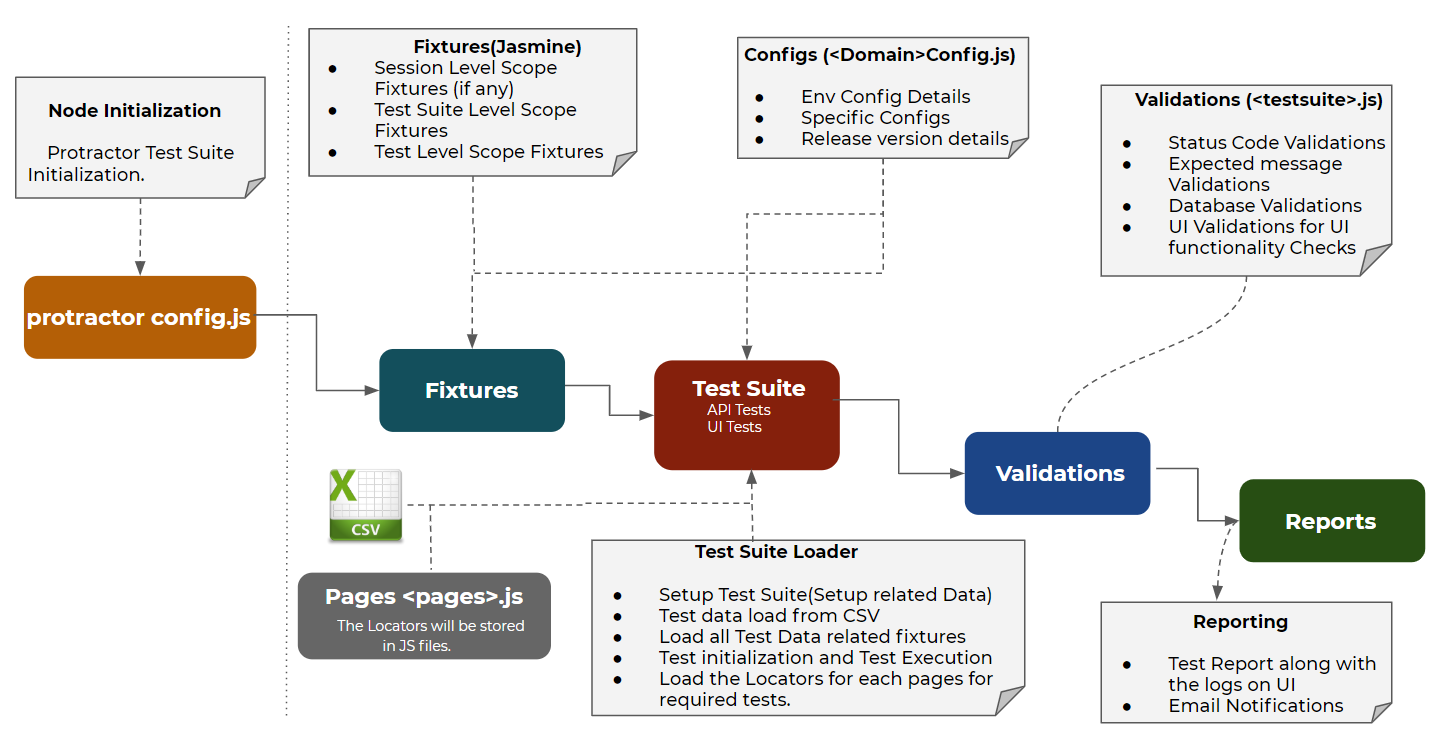 Node Initialization
Protractor Test Suite
Initialization.
protractor config.js
Fixtures(Jasmine)
● Session Level Scope
Fixtures (if any)
● Test Suite Level Scope
Fixtures
● Test Level Scope Fixtures
Configs (<Domain>Config.js)
● Env Config Details
● Specific Configs
● Release version details
Validations (<testsuite>.js)
● Status Code Validations
● Expected message
Validations
● Database Validations
● UI Validations for UI
functionality Checks
Fixtures
Test Suite
API Tests
UI Tests
Validations
Reports
X
CSV
Pages <pages>.js
The Locators will be stored
in JS files.
Test Suite Loader
● Setup Test Suite(Setup related Data)
● Test data load from CSV
● Load all Test Data related fixtures
● Test initialization and Test Execution
● Load the Locators for each pages for
required tests.
Reporting
● Test Report along with
the logs on UI
● Email Notifications